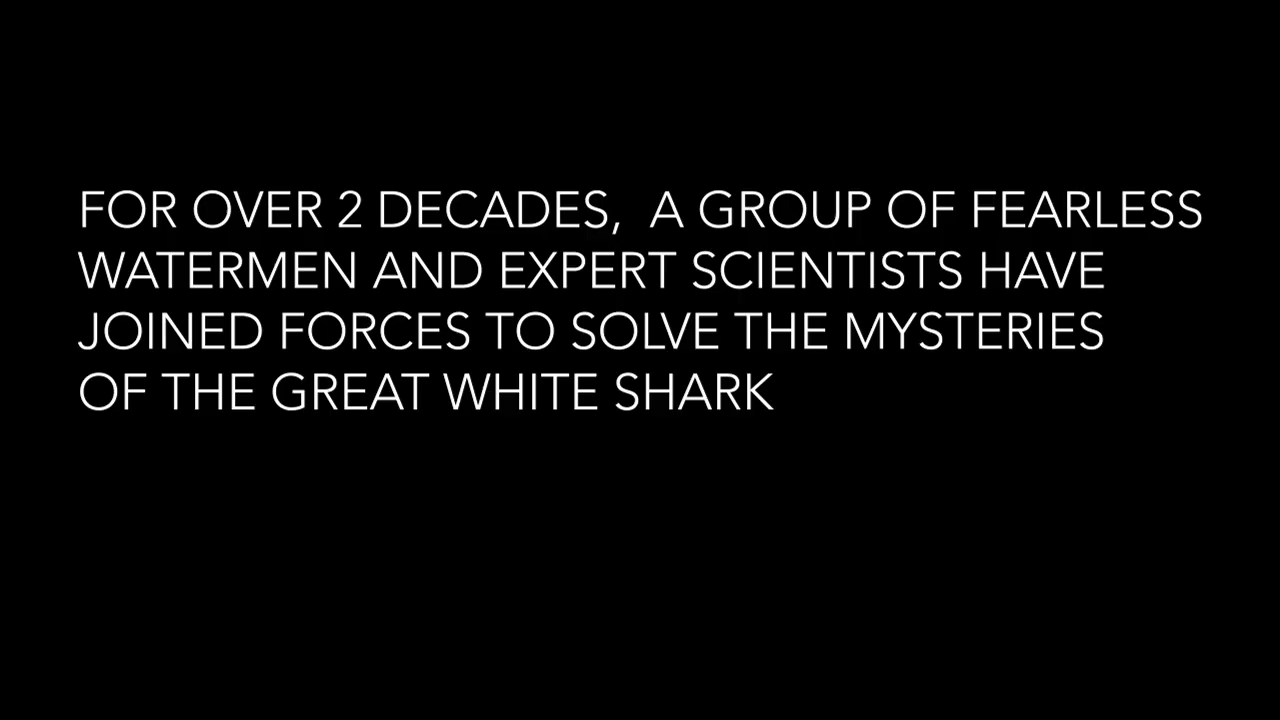 FOR OVER 2 DECADES,  A GROUP OF FEARLESS
WATERMEN AND EXPERT SCIENTISTS HAVE
JOINED FORCES TO SOLVE THE MYSTERIES
OF THE GREAT WHITE SHARK